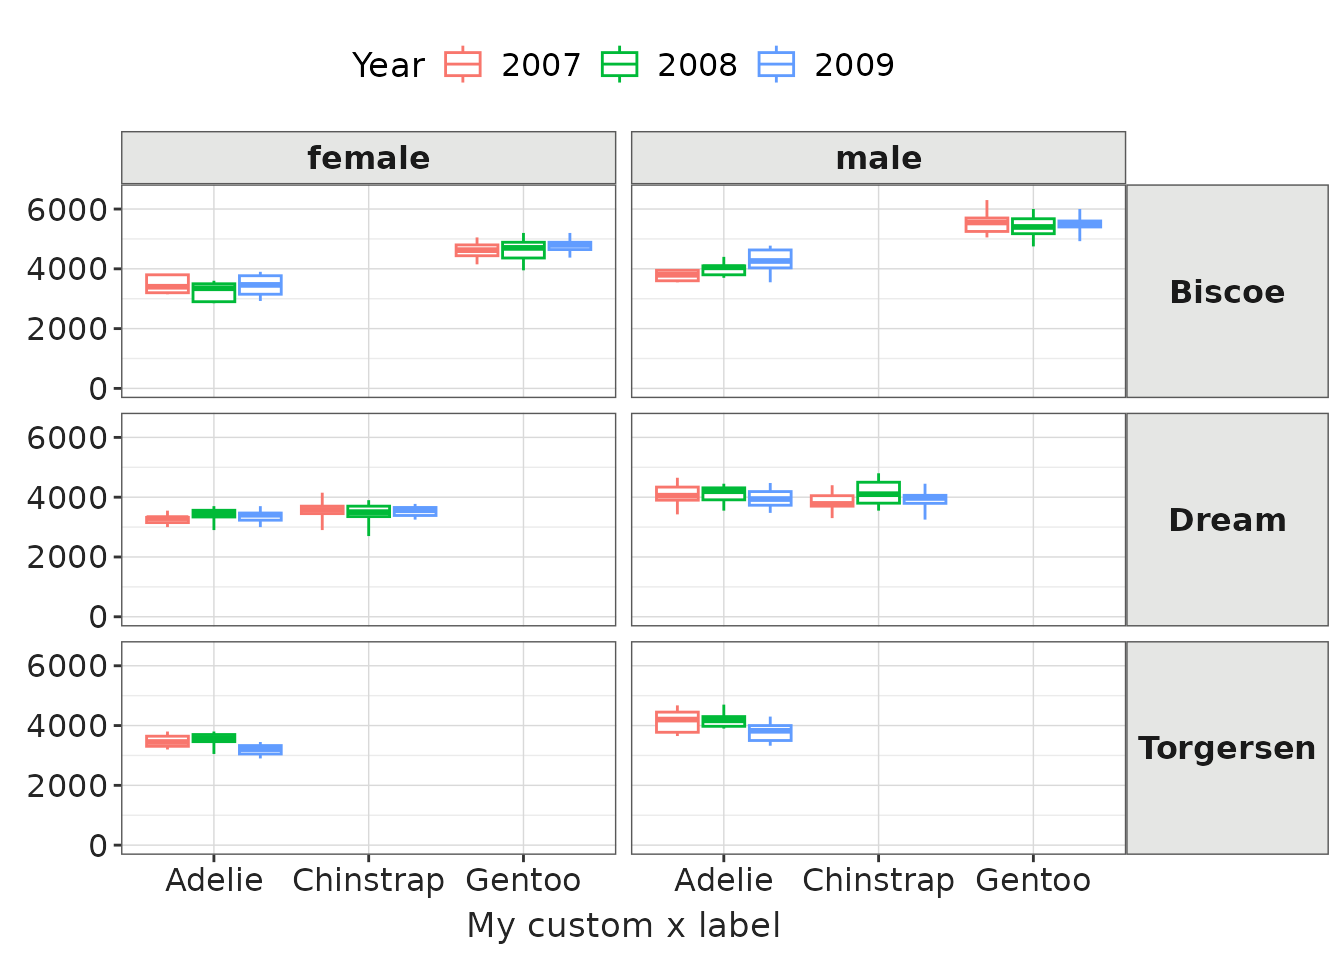 Year 2007 2008 2009
female male
6000
4000
2000
0
Biscoe
6000
4000
2000
0
Dream
6000
4000
2000
0
Torgersen
Adelie Chinstrap Gentoo Adelie Chinstrap Gentoo
My custom x label